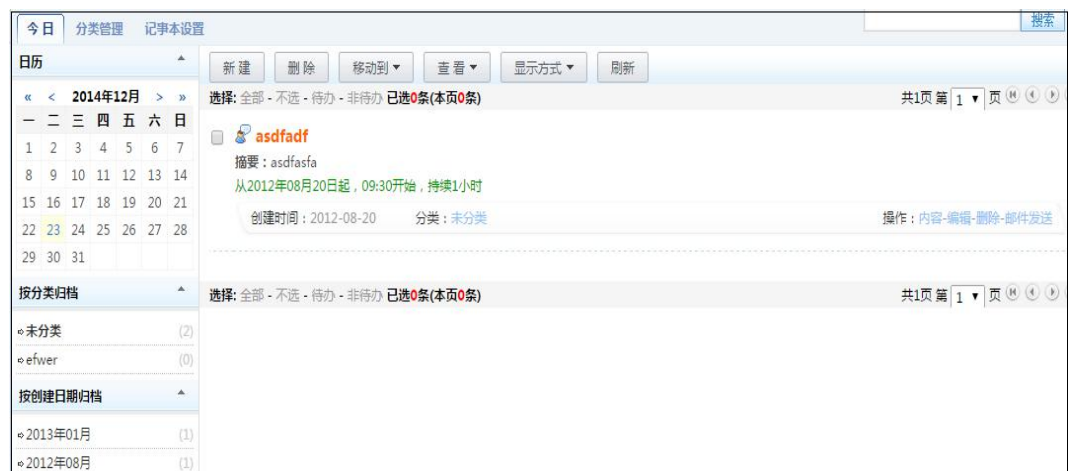 今日 分类管理 记事本设置 搜索
日历
« < 2014年12月 > »
一 二 三 四 五 六 日
1 2 3 4 5 6 7
8 9 10 11 12 13 14
15 16 17 18 19 20 21
22 23 24 25 26 27 28
29 30 31
按分类归档
未分类 (2)
efwer (0)
按创建日期归档
2013年01月 (1)
2012年08月 (1)
新建 删除 移动到 查看 显示方式 刷新
选择: 全部 - 不选 - 待办 - 非待办 已选0条(本页0条) 共1页 第 1 页
asdfadf
摘要：asdfasfa
从2012年08月20日起，09:30开始，持续1小时
创建时间：2012-08-20 分类：未分类 操作：内容-编辑-删除-邮件发送
选择: 全部 - 不选 - 待办 - 非待办 已选0条(本页0条) 共1页 第 1 页